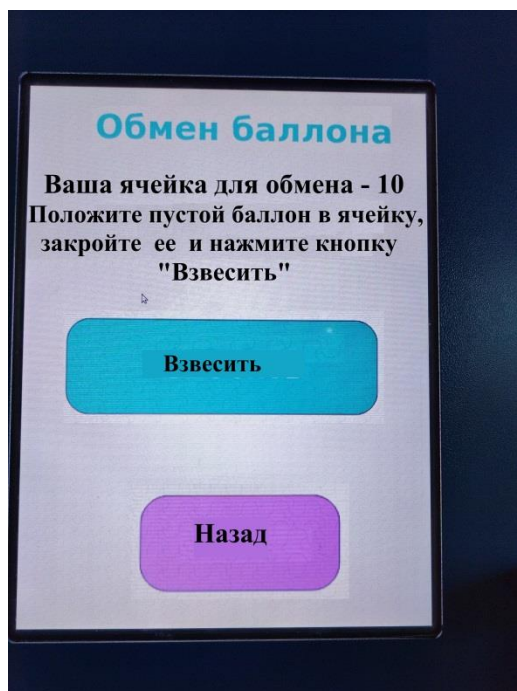 Обмен баллона
Ваша ячейка для обмена - 10
Положите пустой баллон в ячейку,
закройте ее и нажмите кнопку
"Взвесить"
Взвесить
Назад